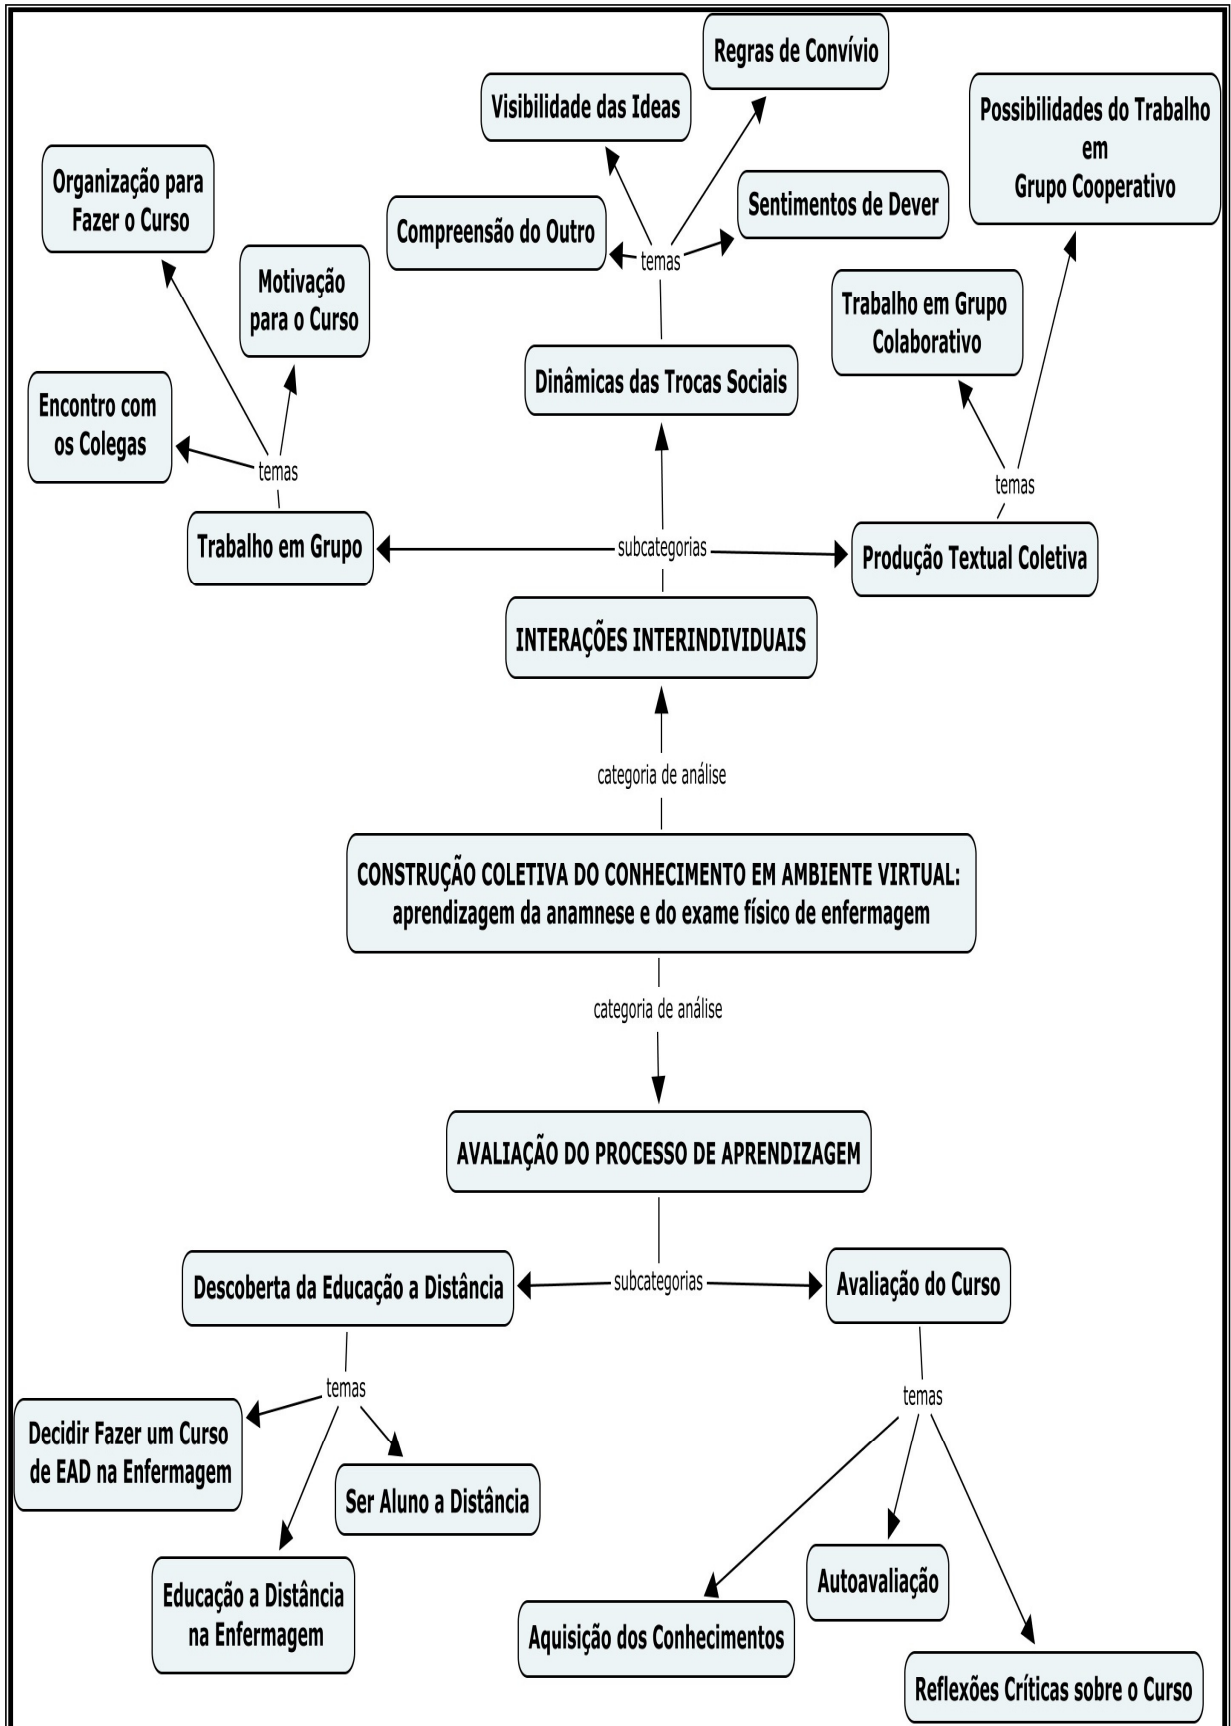 Regras de Convívio
Visibilidade das Ideas
Possibilidades do Trabalho
em
Grupo Cooperativo
Organização para
Fazer o Curso
Compreensão do Outro
Sentimentos de Dever
temas
Motivação
para o Curso
Trabalho em Grupo
Colaborativo
Dinâmicas das Trocas Sociais
Encontro com
os Colegas
temas
temas
Trabalho em Grupo
subcategorias
Produção Textual Coletiva
INTERAÇÕES INTERINDIVIDUAIS
categoria de análise
CONSTRUÇÃO COLETIVA DO CONHECIMENTO EM AMBIENTE VIRTUAL:
aprendizagem da anamnese e do exame físico de enfermagem
categoria de análise
AVALIAÇÃO DO PROCESSO DE APRENDIZAGEM
Descoberta da Educação a Distância
subcategorias
Avaliação do Curso
temas
temas
Decidir Fazer um Curso
de EAD na Enfermagem
Ser Aluno a Distância
Educação a Distância
na Enfermagem
Autoavaliação
Aquisição dos Conhecimentos
Reflexões Críticas sobre o Curso